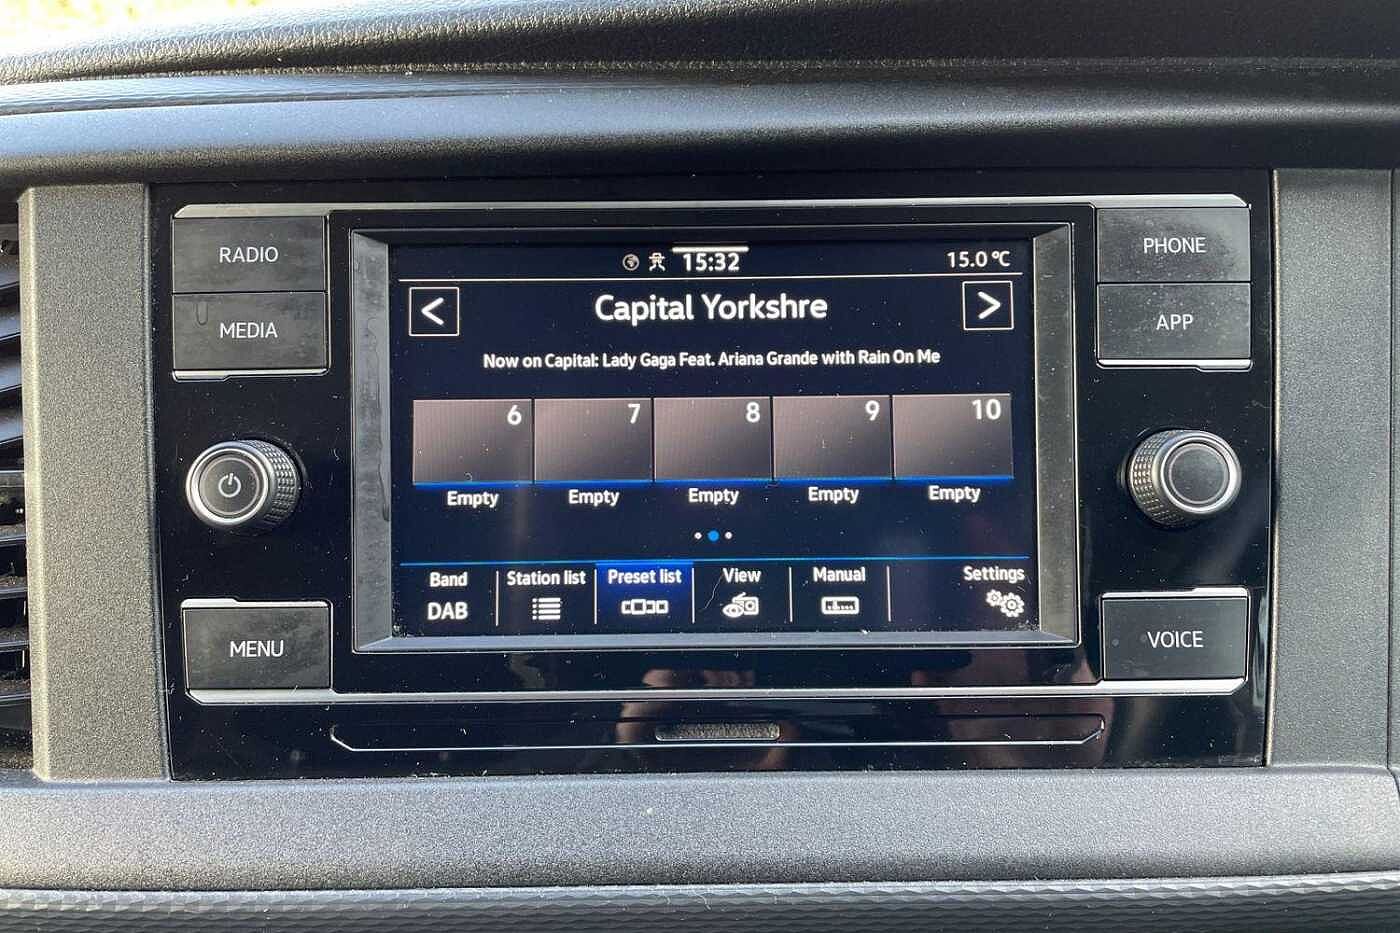 RADIO
MEDIA
MENU
PHONE
APP
VOICE
15:32
15.0 °C
<
Capital Yorkshre
>
Now on Capital: Lady Gaga Feat. Ariana Grande with Rain On Me
6 7 8 9 10
Empty Empty Empty Empty Empty
Band Station list Preset list View Manual Settings
DAB